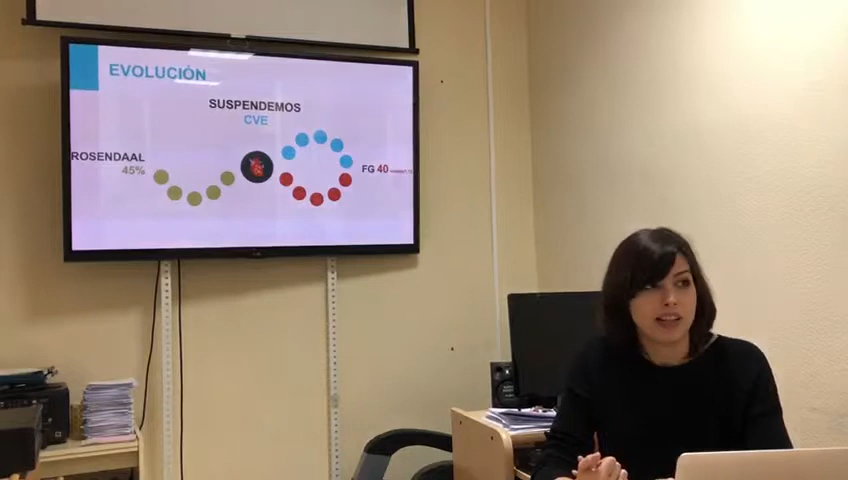 EVOLUCIÓN
SUSPENDEMOS
CVE
ROSENDAAL
45%
FG 40